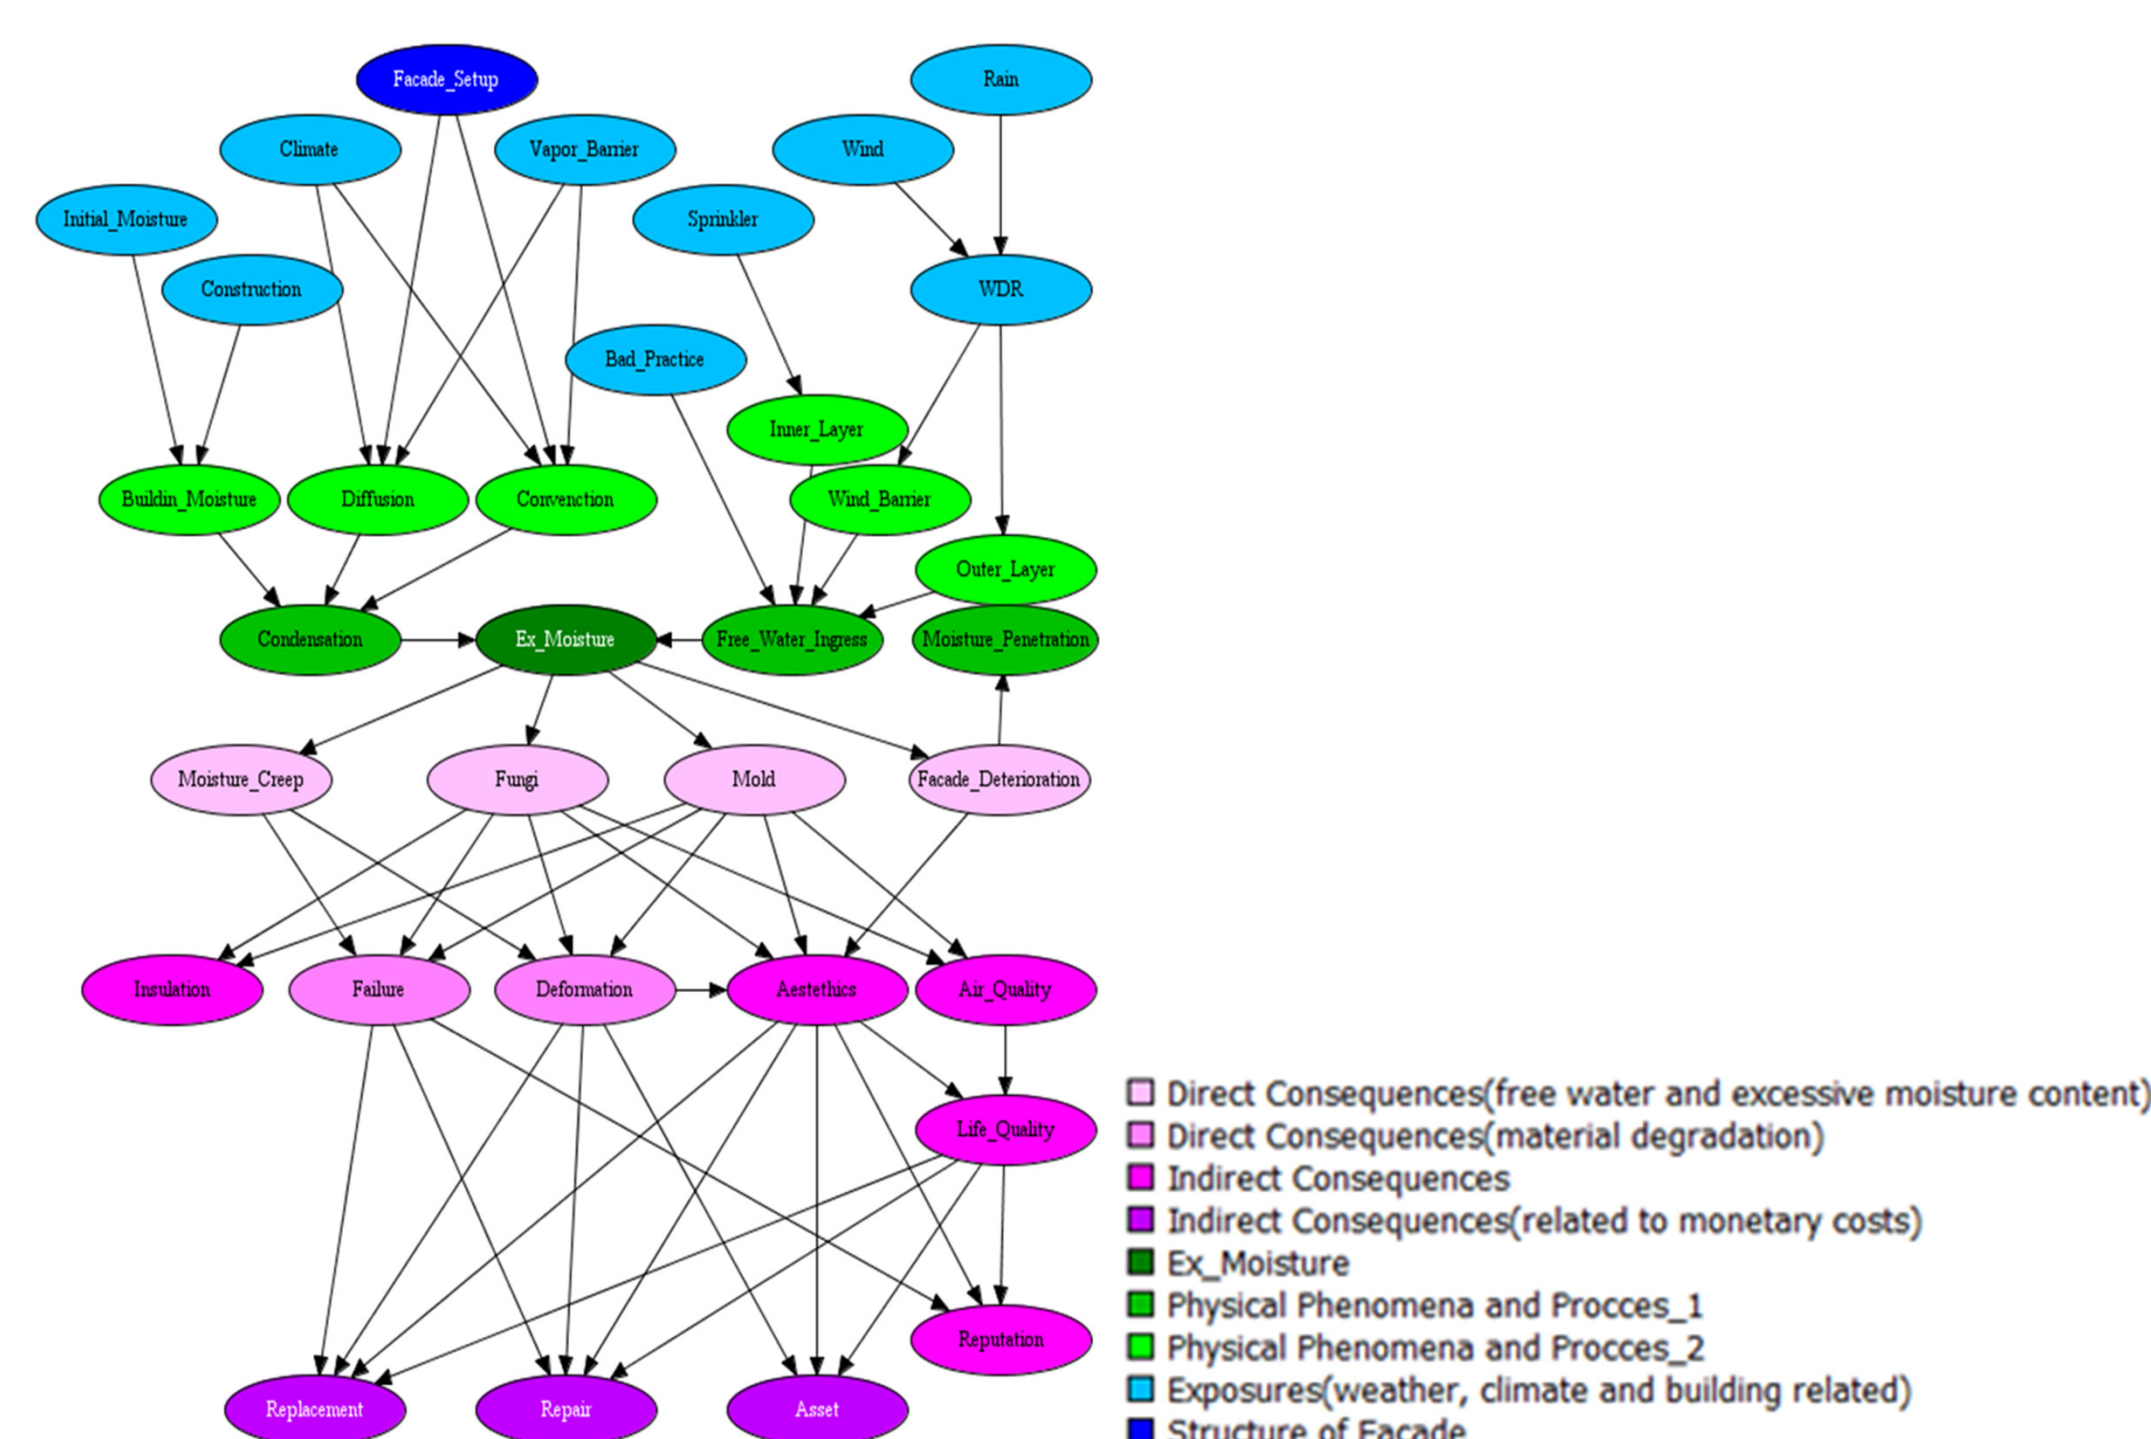 Facade_Setup
Rain
Climate
Vapor_Barrier
Wind
Initial_Moisture
Sprinkler
Construction
WDR
Bad_Practice
Inner_Layer
Buildin_Moisture
Diffusion
Convenction
Wind_Barrier
Outer_Layer
Condensation
Ex_Moisture
Free_Water_Ingress
Moisture_Penetration
Moisture_Creep
Fungi
Mold
Facade_Deterioration
Insulation
Failure
Deformation
Aestethics
Air_Quality
Life_Quality
Reputation
Replacement
Repair
Asset
Direct Consequences(free water and excessive moisture content)
Direct Consequences(material degradation)
Indirect Consequences
Indirect Consequences(related to monetary costs)
Ex_Moisture
Physical Phenomena and Procces_1
Physical Phenomena and Procces_2
Exposures(weather, climate and building related)
Structure of Facade